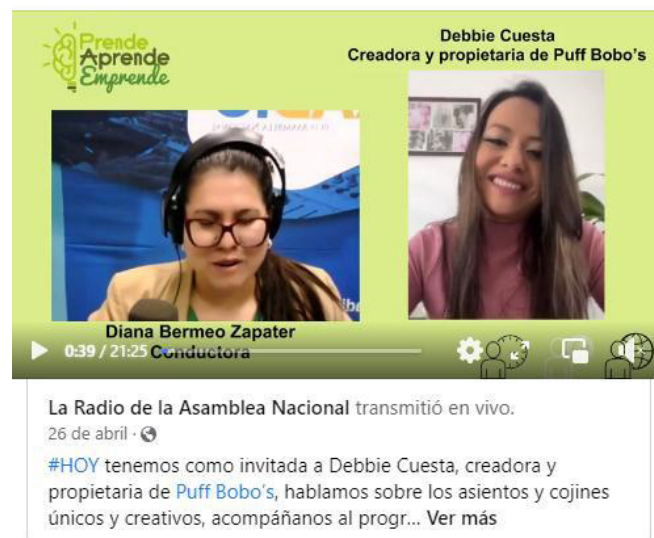 Prende
Aprende
Emprende
Debbie Cuesta
Creadora y propietaria de Puff Bobo's
Diana Bermeo Zapater
Conductora
0:39 / 21:25
La Radio de la Asamblea Nacional transmitió en vivo.
26 de abril ·
#HOY tenemos como invitada a Debbie Cuesta, creadora y
propietaria de Puff Bobo's, hablamos sobre los asientos y cojines
únicos y creativos, acompáñanos al progr... Ver más